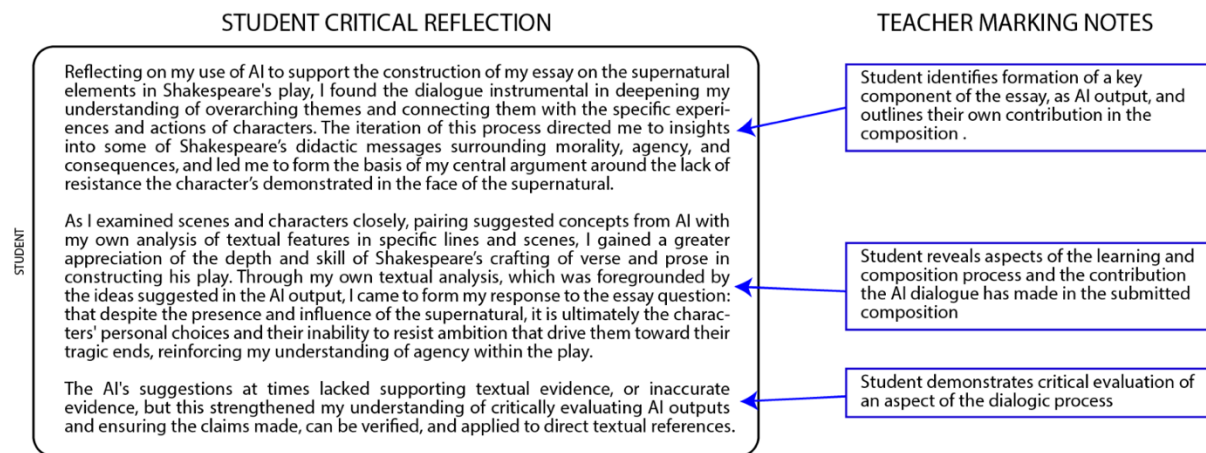 STUDENT CRITICAL REFLECTION
TEACHER MARKING NOTES
STUDENT
Reflecting on my use of AI to support the construction of my essay on the supernatural
elements in Shakespeare's play, I found the dialogue instrumental in deepening my
understanding of overarching themes and connecting them with the specific experi-
ences and actions of characters. The iteration of this process directed me to insights
into some of Shakespeare's didactic messages surrounding morality, agency, and
consequences, and led me to form the basis of my central argument around the lack of
resistance the character's demonstrated in the face of the supernatural.
As I examined scenes and characters closely, pairing suggested concepts from AI with
my own analysis of textual features in specific lines and scenes, I gained a greater
appreciation of the depth and skill of Shakespeare's crafting of verse and prose in
constructing his play. Through my own textual analysis, which was foregrounded by
the ideas suggested in the AI output, I came to form my response to the essay question:
that despite the presence and influence of the supernatural, it is ultimately the charac-
ters' personal choices and their inability to resist ambition that drive them toward their
tragic ends, reinforcing my understanding of agency within the play.
The AI's suggestions at times lacked supporting textual evidence, or inaccurate
evidence, but this strengthened my understanding of critically evaluating AI outputs
and ensuring the claims made, can be verified, and applied to direct textual references.
Student identifies formation of a key
component of the essay, as AI output, and
outlines their own contribution in the
composition .
Student reveals aspects of the learning and
composition process and the contribution
the AI dialogue has made in the submitted
composition
Student demonstrates critical evaluation of
an aspect of the dialogic process